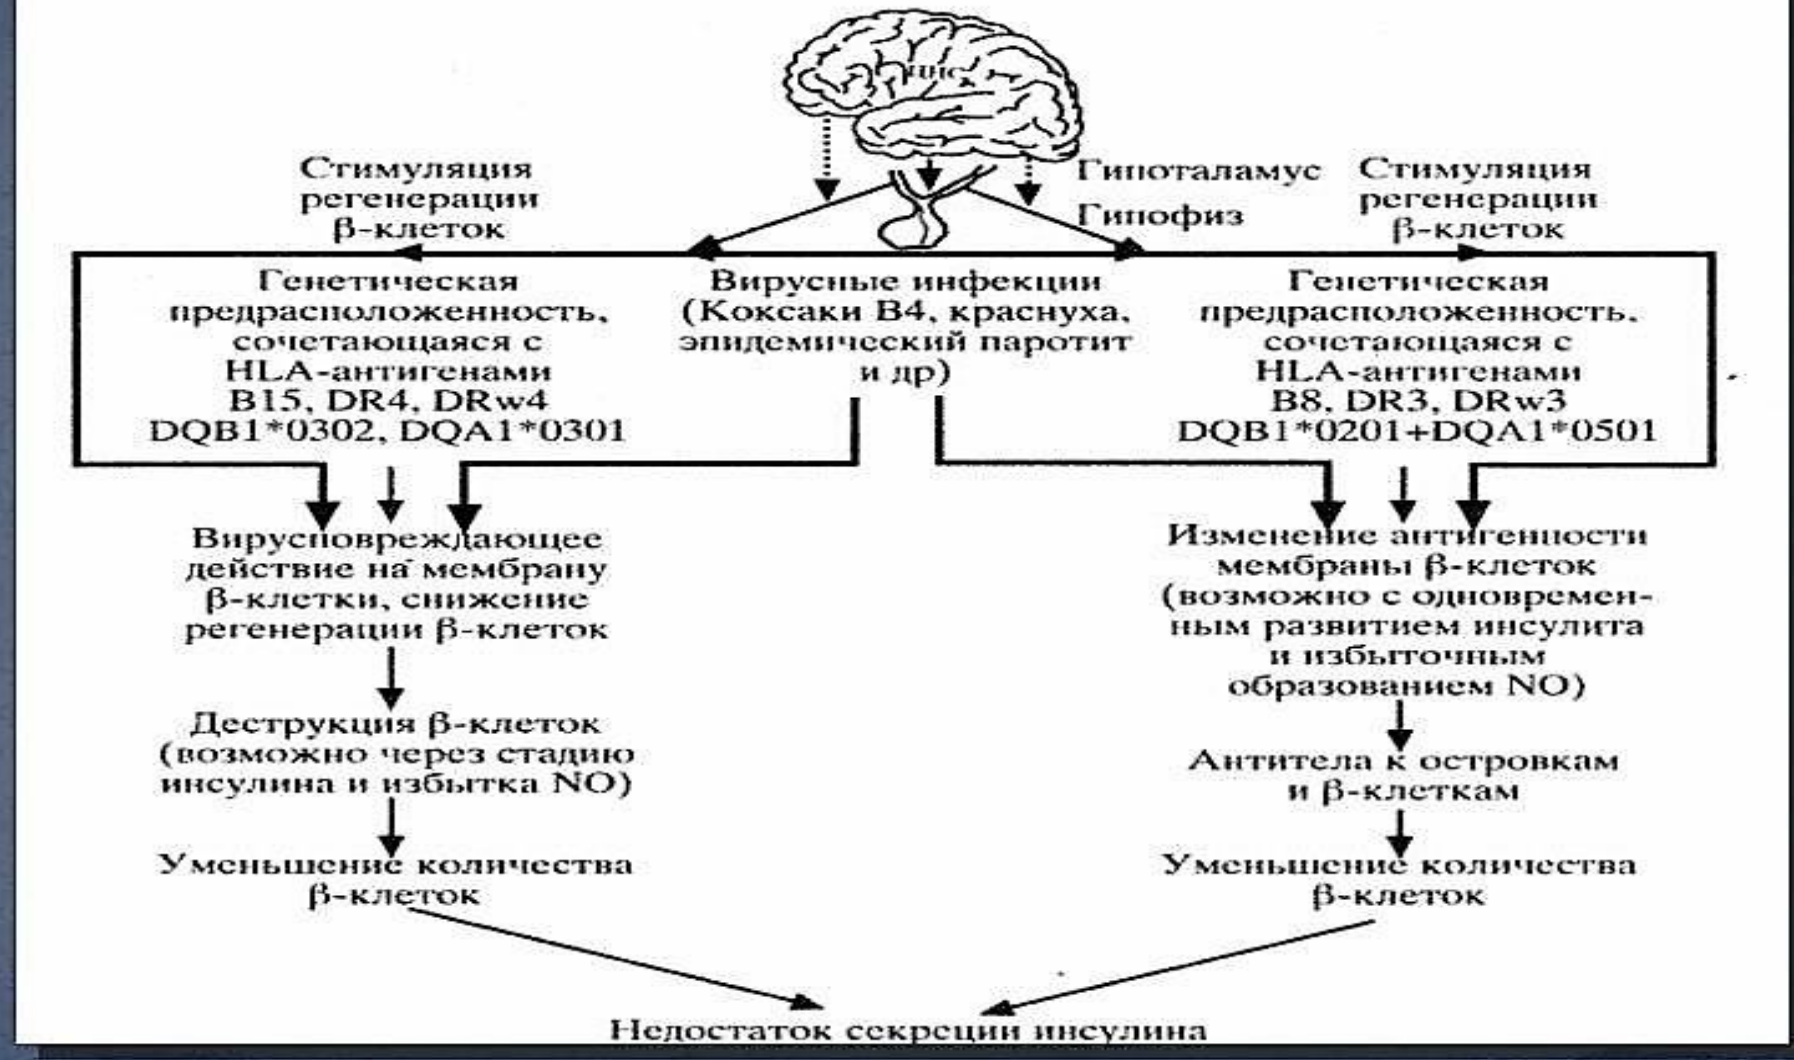 ЦНС
Стимуляция
регенерации
β-клеток
Гипоталамус
Гипофиз
Стимуляция
регенерации
β-клеток
Генетическая
предрасположенность,
сочетающаяся с
HLA-антигенами
B15, DR4, DRw4
DQB1*0302, DQA1*0301
Вирусные инфекции
(Коксаки B4, краснуха,
эпидемический паротит
и др)
Генетическая
предрасположенность,
сочетающаяся с
HLA-антигенами
B8, DR3, DRw3
DQB1*0201+DQA1*0501
Вирусповреждающее
действие на мембрану
β-клетки, снижение
регенерации β-клеток
Деструкция β-клеток
(возможно через стадию
инсулина и избытка NO)
Уменьшение количества
β-клеток
Изменение антигенности
мембраны β-клеток
(возможно с одновремен-
ным развитием инсулита
и избыточным
образованием NO)
Антитела к островкам
и β-клеткам
Уменьшение количества
β-клеток
Недостаток секреции инсулина